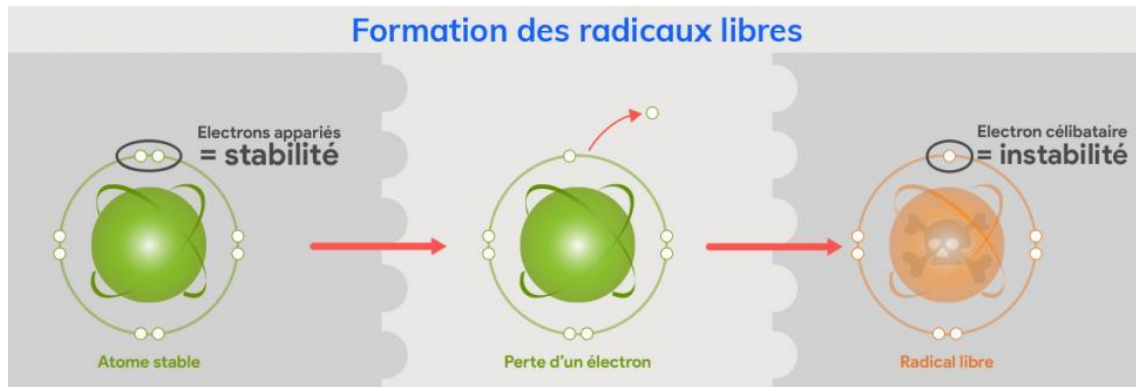 Formation des radicaux libres
Electrons appariés
= stabilité
Atome stable
Perte d'un électron
Electron célibataire
= instabilité
Radical libre